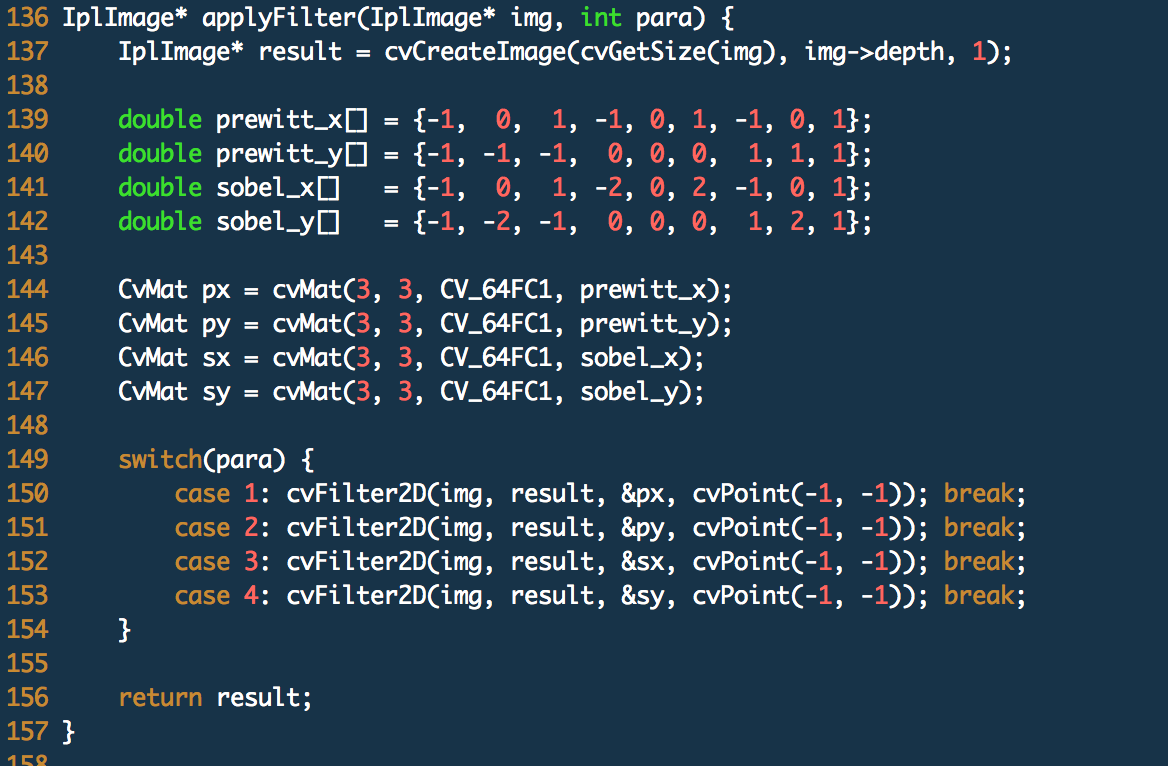 136 IplImage* applyFilter(IplImage* img, int para) {
137     IplImage* result = cvCreateImage(cvGetSize(img), img->depth, 1);
138
139     double prewitt_x[] = {-1,  0,  1, -1, 0, 1, -1, 0, 1};
140     double prewitt_y[] = {-1, -1, -1,  0, 0, 0,  1, 1, 1};
141     double sobel_x[]   = {-1,  0,  1, -2, 0, 2, -1, 0, 1};
142     double sobel_y[]   = {-1, -2, -1,  0, 0, 0,  1, 2, 1};
143
144     CvMat px = cvMat(3, 3, CV_64FC1, prewitt_x);
145     CvMat py = cvMat(3, 3, CV_64FC1, prewitt_y);
146     CvMat sx = cvMat(3, 3, CV_64FC1, sobel_x);
147     CvMat sy = cvMat(3, 3, CV_64FC1, sobel_y);
148
149     switch(para) {
150         case 1: cvFilter2D(img, result, &px, cvPoint(-1, -1)); break;
151         case 2: cvFilter2D(img, result, &py, cvPoint(-1, -1)); break;
152         case 3: cvFilter2D(img, result, &sx, cvPoint(-1, -1)); break;
153         case 4: cvFilter2D(img, result, &sy, cvPoint(-1, -1)); break;
154     }
155
156     return result;
157 }
158